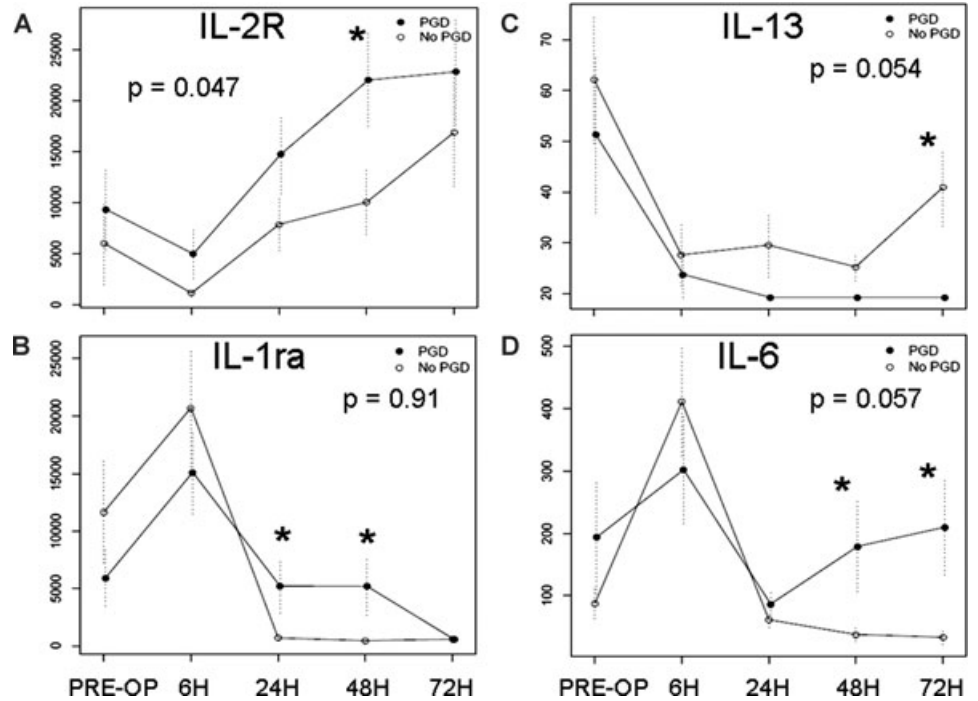 A
IL-2R
PGD
No PGD
*
p = 0.047
25000
20000
15000
10000
5000
0
C
IL-13
PGD
No PGD
p = 0.054
*
70
60
50
40
30
20
B
IL-1ra
PGD
No PGD
p = 0.91
* *
25000
20000
15000
10000
5000
0
PRE-OP 6H 24H 48H 72H
D
IL-6
PGD
No PGD
p = 0.057
* *
500
400
300
200
100
PRE-OP 6H 24H 48H 72H